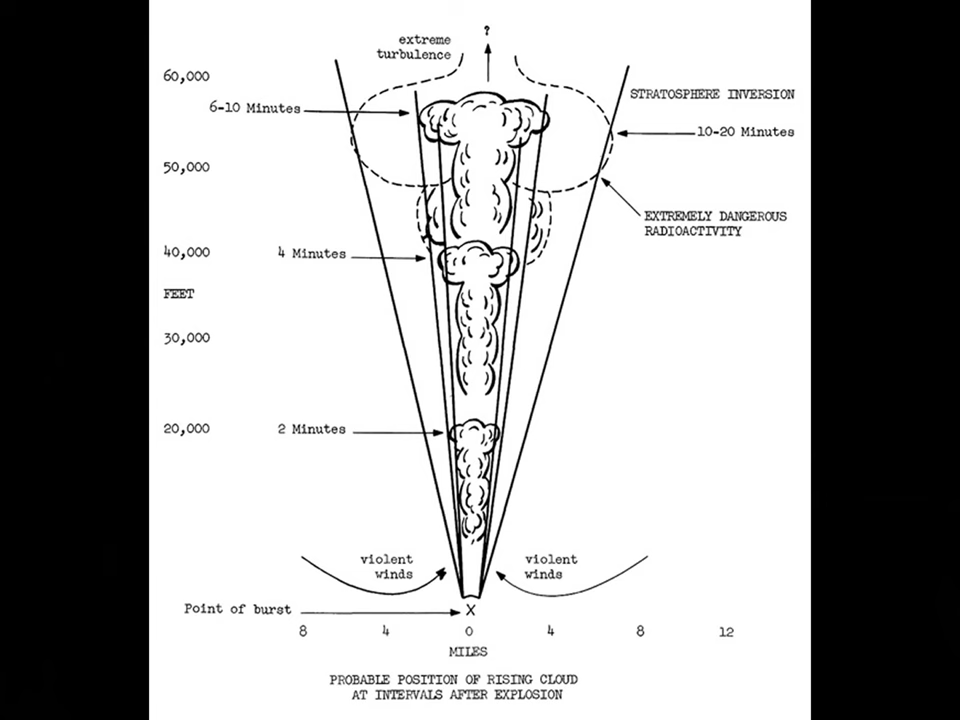 ?
extreme
turbulence
60,000
STRATOSPHERE INVERSION
6-10 Minutes
10-20 Minutes
50,000
EXTREMELY DANGEROUS
RADIOACTIVITY
40,000
4 Minutes
FEET
30,000
20,000
2 Minutes
violent
winds
violent
winds
Point of burst
X
8 4 0 4 8 12
MILES
PROBABLE POSITION OF RISING CLOUD
AT INTERVALS AFTER EXPLOSION